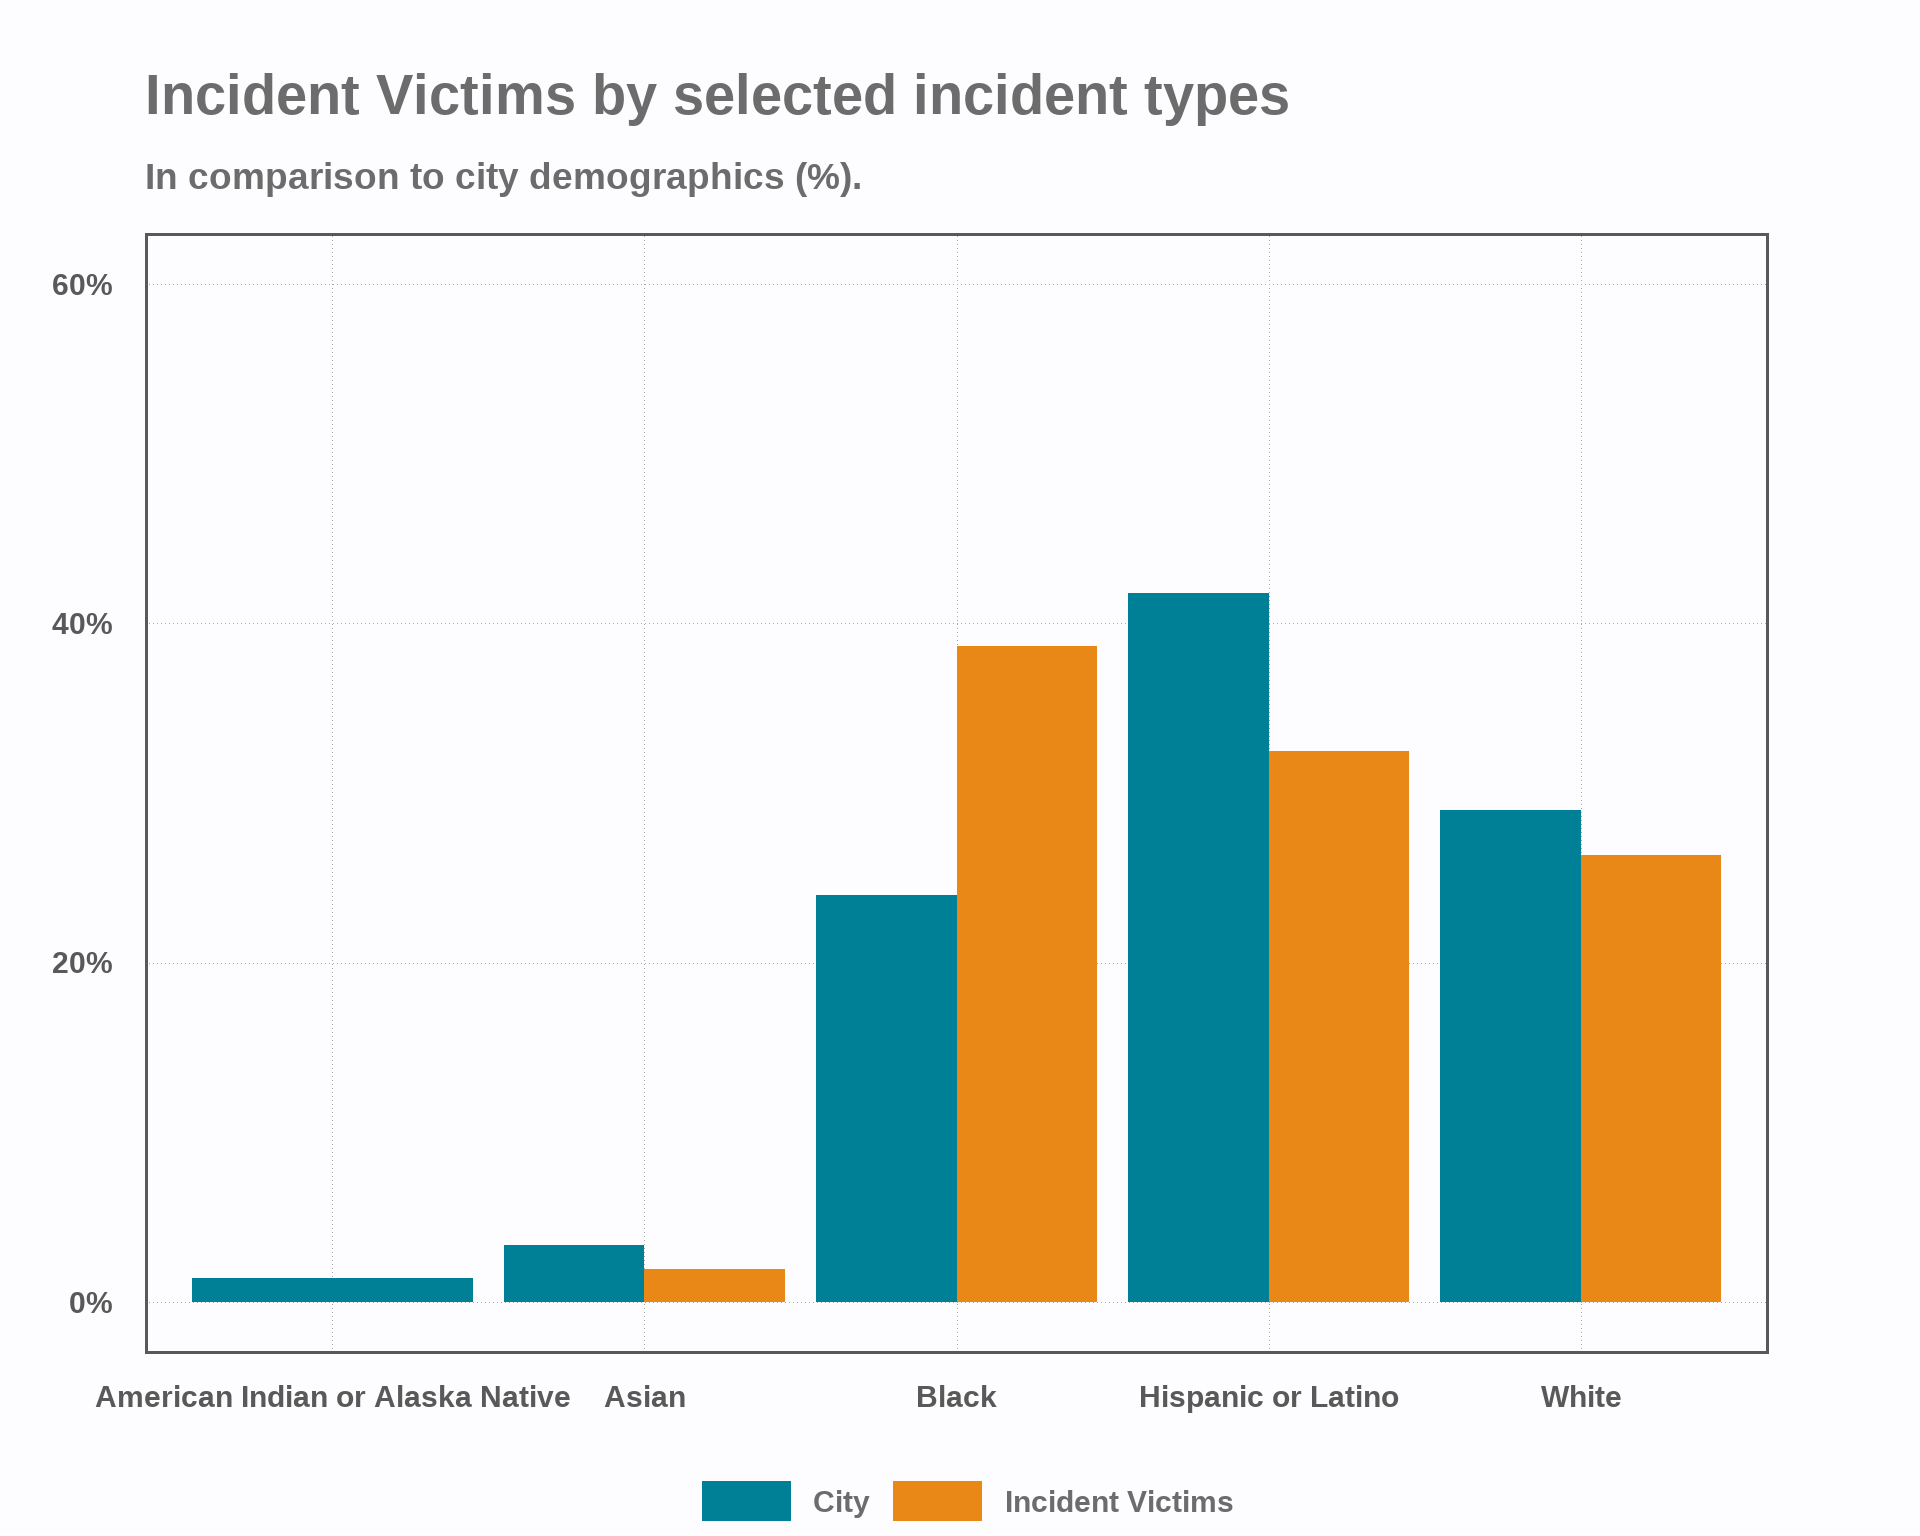 Incident Victims by selected incident types
In comparison to city demographics (%).
60%
40%
20%
0%
American Indian or Alaska Native Asian Black Hispanic or Latino White
City Incident Victims